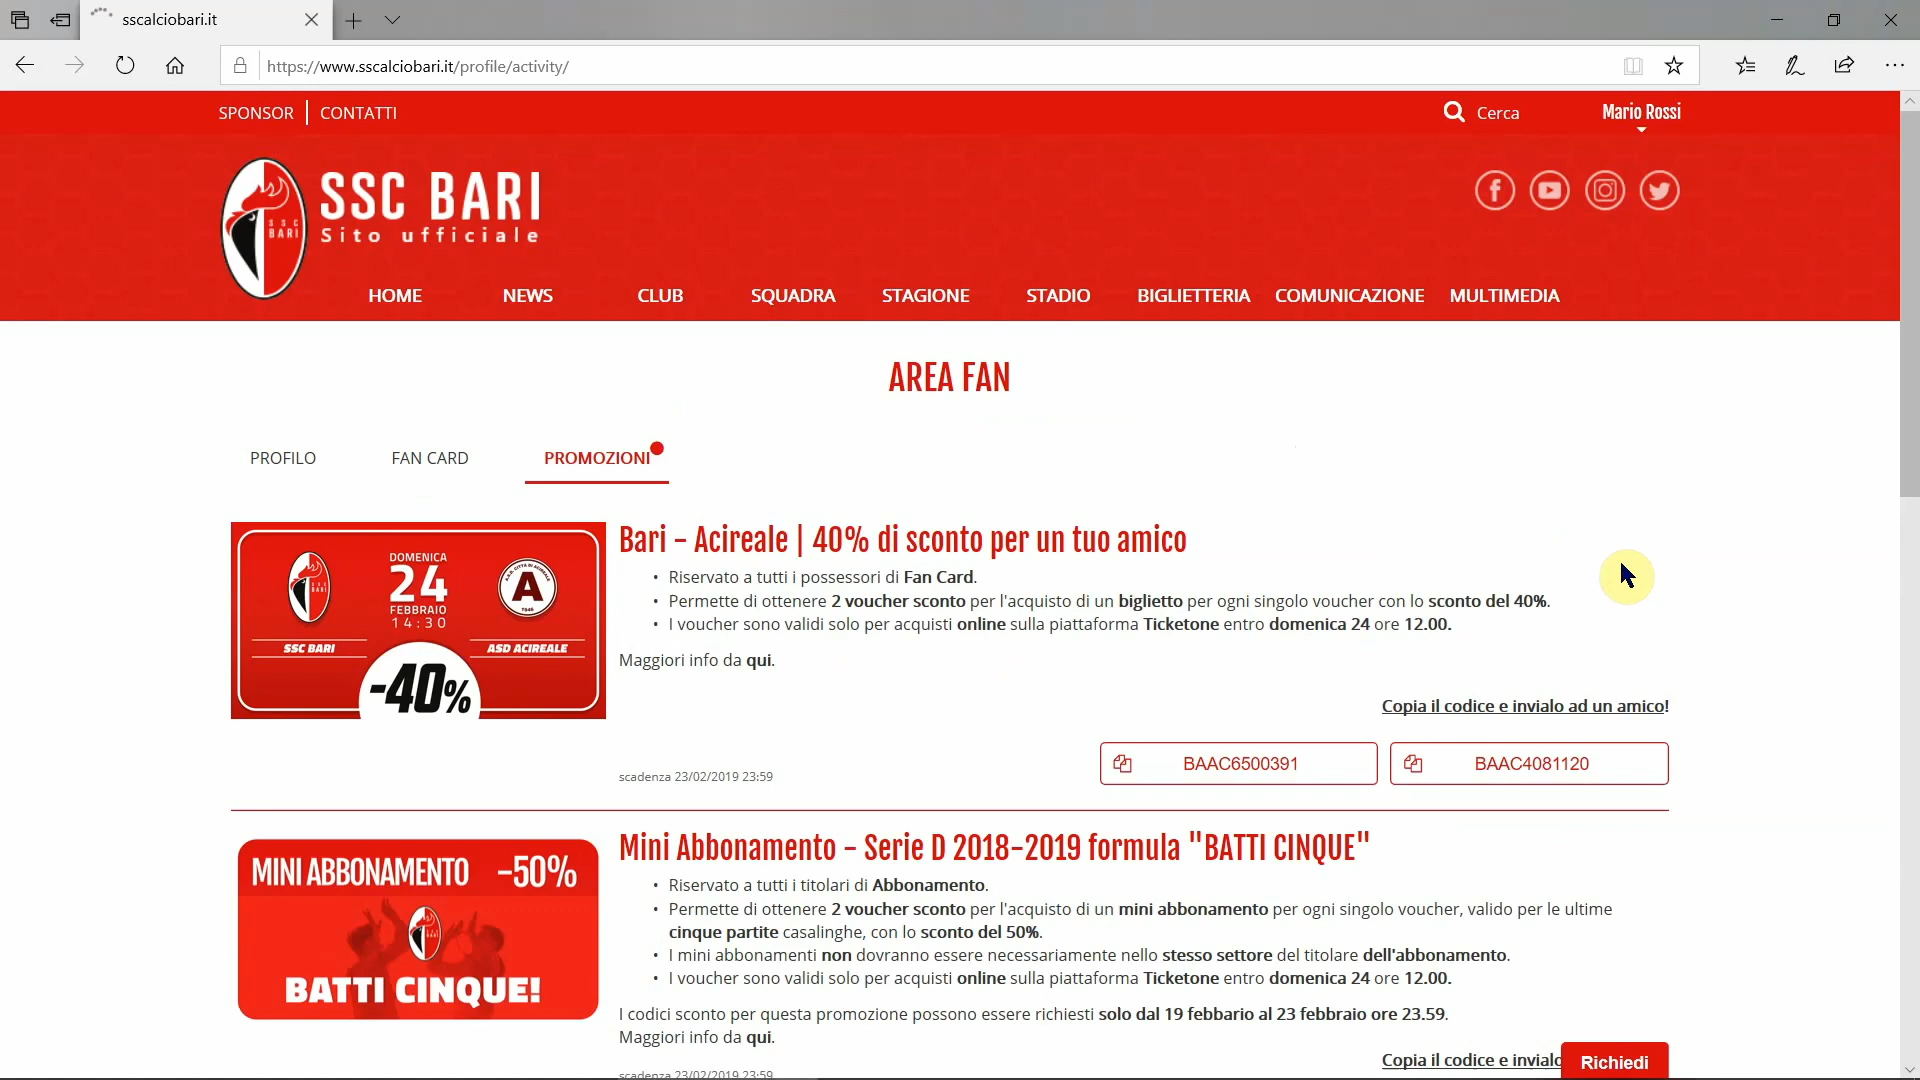 sscalciobari.it
https://www.sscalciobari.it/profile/activity/
SPONSOR CONTATTI
Cerca
Mario Rossi
SSC BARI
SSC BARI
Sito ufficiale
HOME NEWS CLUB SQUADRA STAGIONE STADIO BIGLIETTERIA COMUNICAZIONE MULTIMEDIA
AREA FAN
PROFILO FAN CARD PROMOZIONI
DOMENICA
24
FEBBRAIO
14:30
A
SSC BARI
ASD ACIREALE
-40%
Bari - Acireale | 40% di sconto per un tuo amico
• Riservato a tutti i possessori di Fan Card.
• Permette di ottenere 2 voucher sconto per l'acquisto di un biglietto per ogni singolo voucher con lo sconto del 40%.
• I voucher sono validi solo per acquisti online sulla piattaforma Ticketone entro domenica 24 ore 12.00.
Maggiori info da qui.
Copia il codice e invialo ad un amico!
BAAC6500391
BAAC4081120
scadenza 23/02/2019 23:59
MINI ABBONAMENTO -50%
BATTI CINQUE!
Mini Abbonamento - Serie D 2018-2019 formula "BATTI CINQUE"
• Riservato a tutti i titolari di Abbonamento.
• Permette di ottenere 2 voucher sconto per l'acquisto di un mini abbonamento per ogni singolo voucher, valido per le ultime
cinque partite casalinghe, con lo sconto del 50%.
• I mini abbonamenti non dovranno essere necessariamente nello stesso settore del titolare dell'abbonamento.
• I voucher sono validi solo per acquisti online sulla piattaforma Ticketone entro domenica 24 ore 12.00.
I codici sconto per questa promozione possono essere richiesti solo dal 19 febbario al 23 febbraio ore 23.59.
Maggiori info da qui.
Copia il codice e invialo
Richiedi
scadenza 23/02/2019 23:59